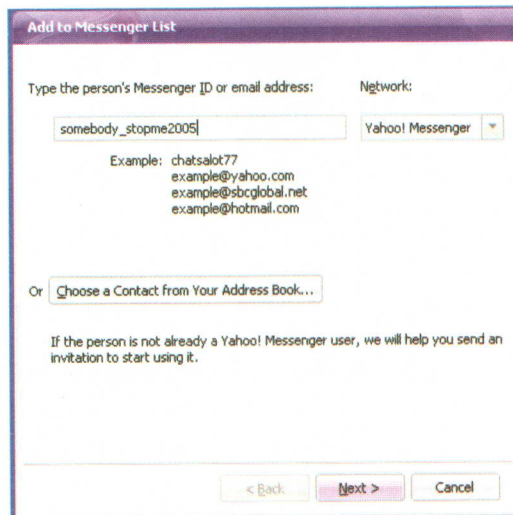 Add to Messenger List
Type the person's Messenger ID or email address:
Network:
somebody_stopme2005
Yahoo! Messenger
Example: chatsalot77
example@yahoo.com
example@sbcglobal.net
example@hotmail.com
Or Choose a Contact from Your Address Book...
If the person is not already a Yahoo! Messenger user, we will help you send an
invitation to start using it.
< Back Next > Cancel